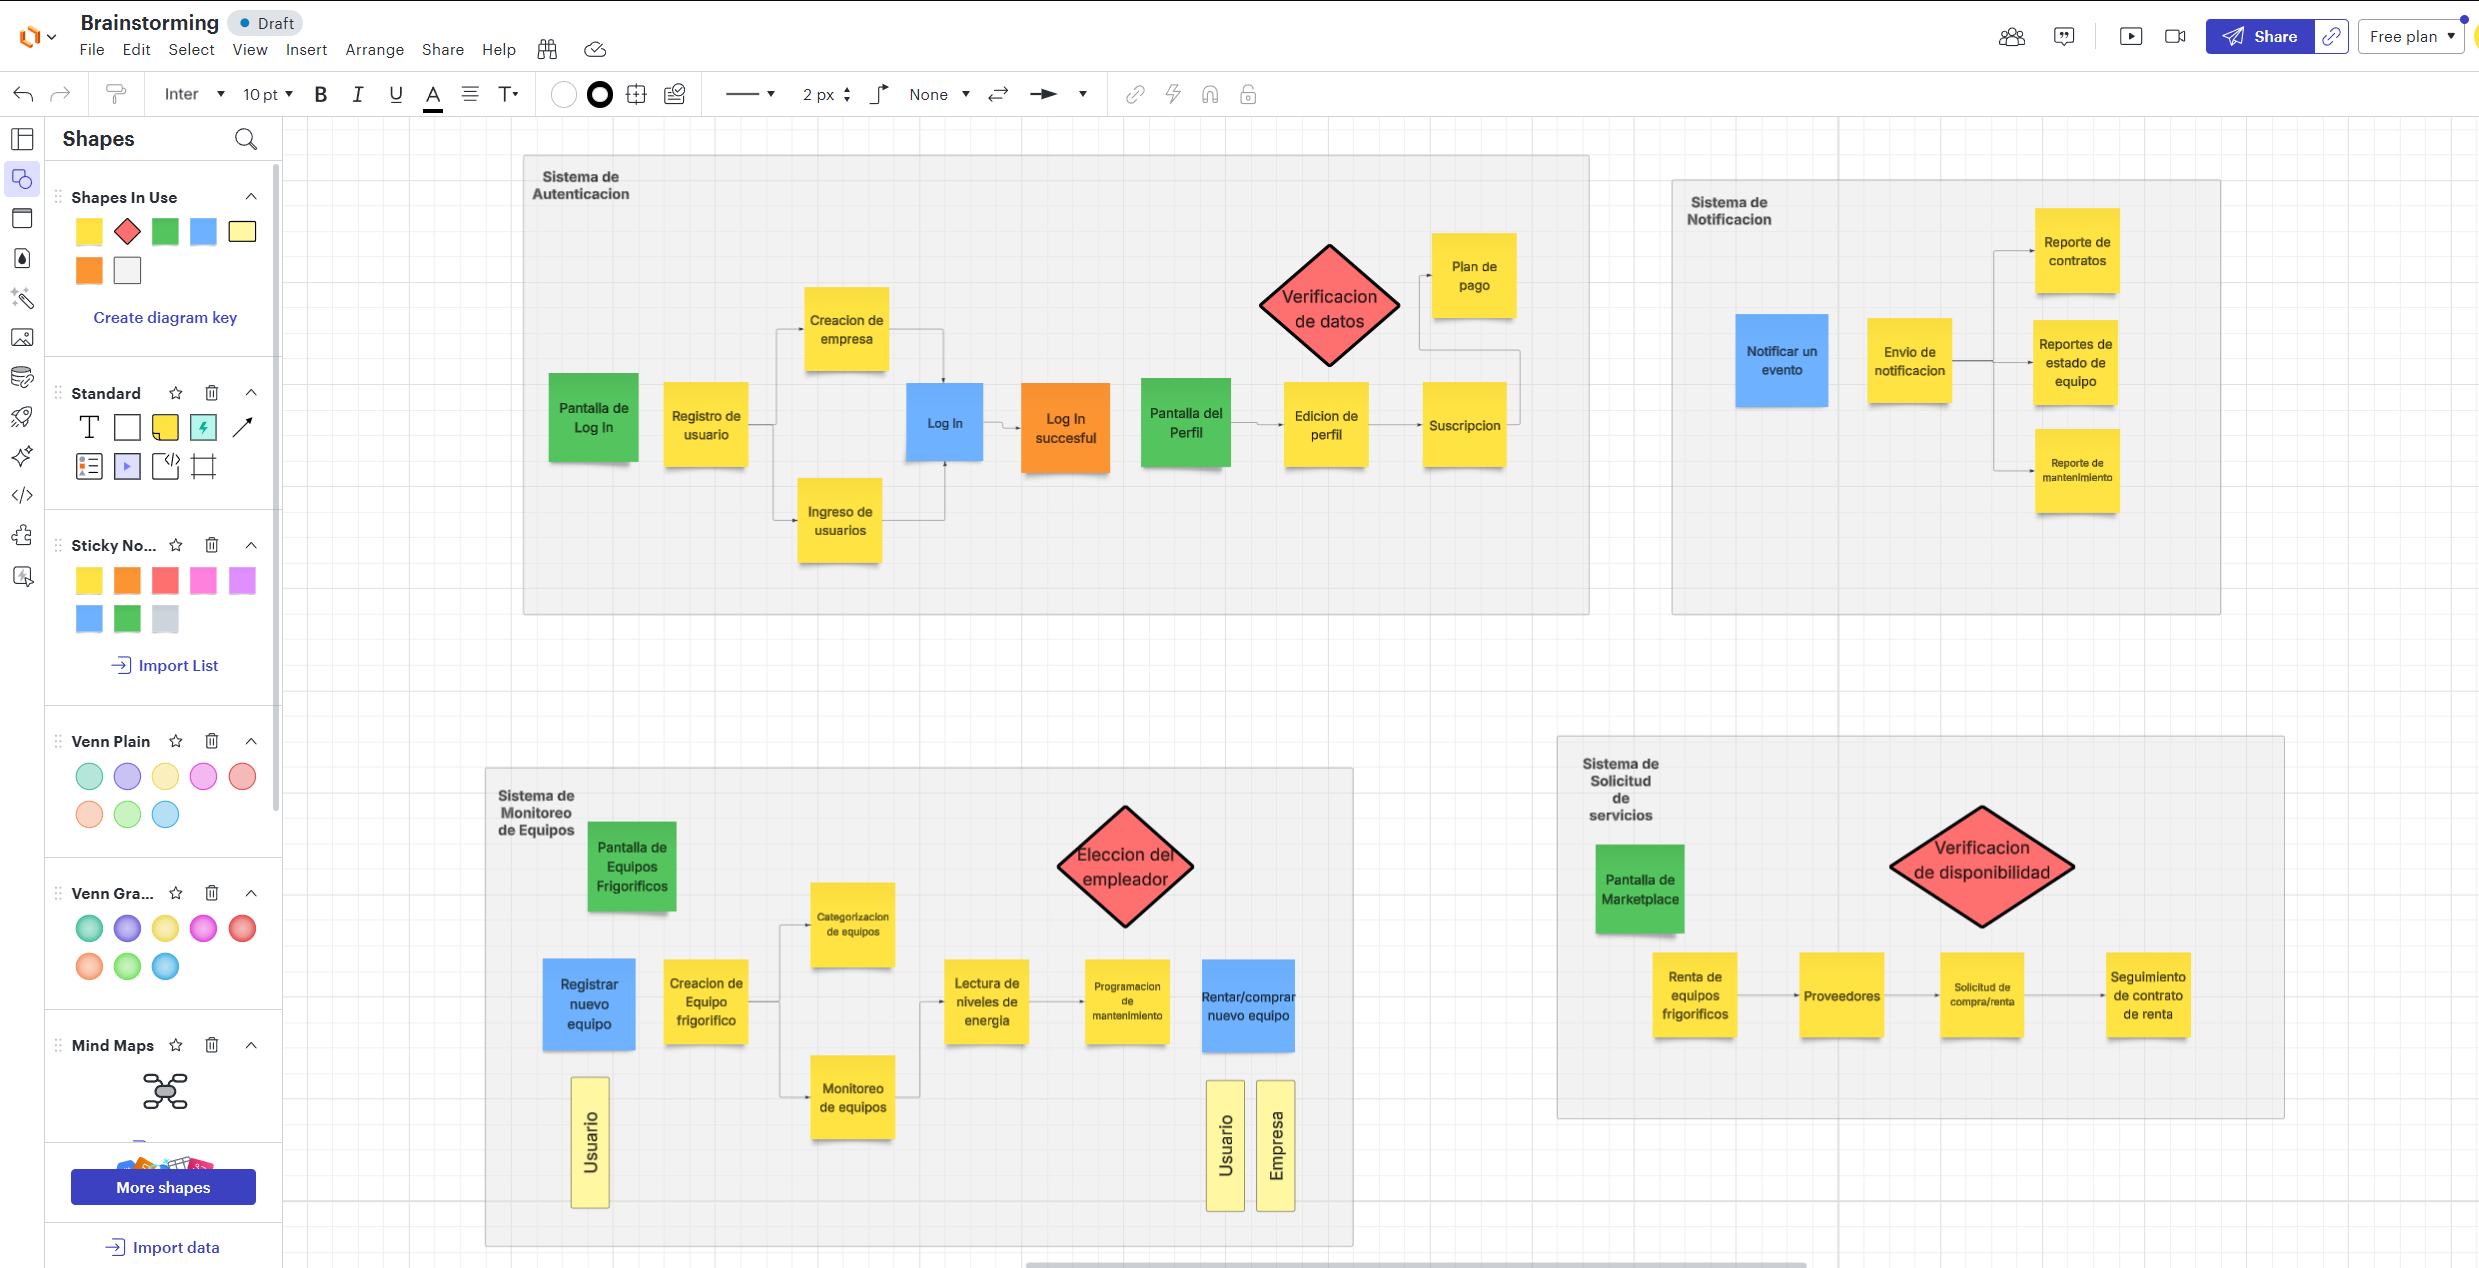 Brainstorming
Draft
File Edit Select View Insert Arrange Share Help
Share
Free plan
Inter
10 pt
B I U A T
2 px
None
Shapes
Shapes In Use
Create diagram key
Standard
T
Sticky No...
Import List
Venn Plain
Venn Gra...
Mind Maps
More shapes
Import data
Sistema de
Autenticacion
Pantalla de
Log In
Registro de
usuario
Creacion de
empresa
Ingreso de
usuarios
Log In
Log In
succesful
Pantalla del
Perfil
Verificacion
de datos
Edicion de
perfil
Suscripcion
Plan de
pago
Sistema de
Notificacion
Notificar un
evento
Envio de
notificacion
Reporte de
contratos
Reportes de
estado de
equipo
Reporte de
mantenimiento
Sistema de
Monitoreo
de Equipos
Pantalla de
Equipos
Frigorificos
Registrar
nuevo
equipo
Usuario
Creacion de
Equipo
frigorifico
Categorizacion
de equipos
Monitoreo
de equipos
Lectura de
niveles de
energia
Eleccion del
empleador
Programacion
de
mantenimiento
Rentar/comprar
nuevo equipo
Usuario
Empresa
Sistema de
Solicitud
de
servicios
Pantalla de
Marketplace
Verificacion
de disponibilidad
Renta de
equipos
frigorificos
Proveedores
Solicitud de
compra/renta
Seguimiento
de contrato
de renta